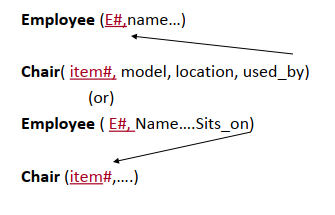 Employee (E#,name…)
Chair( item#, model, location, used_by)
(or)
Employee ( E#, Name….Sits_on)
Chair (item#,….)